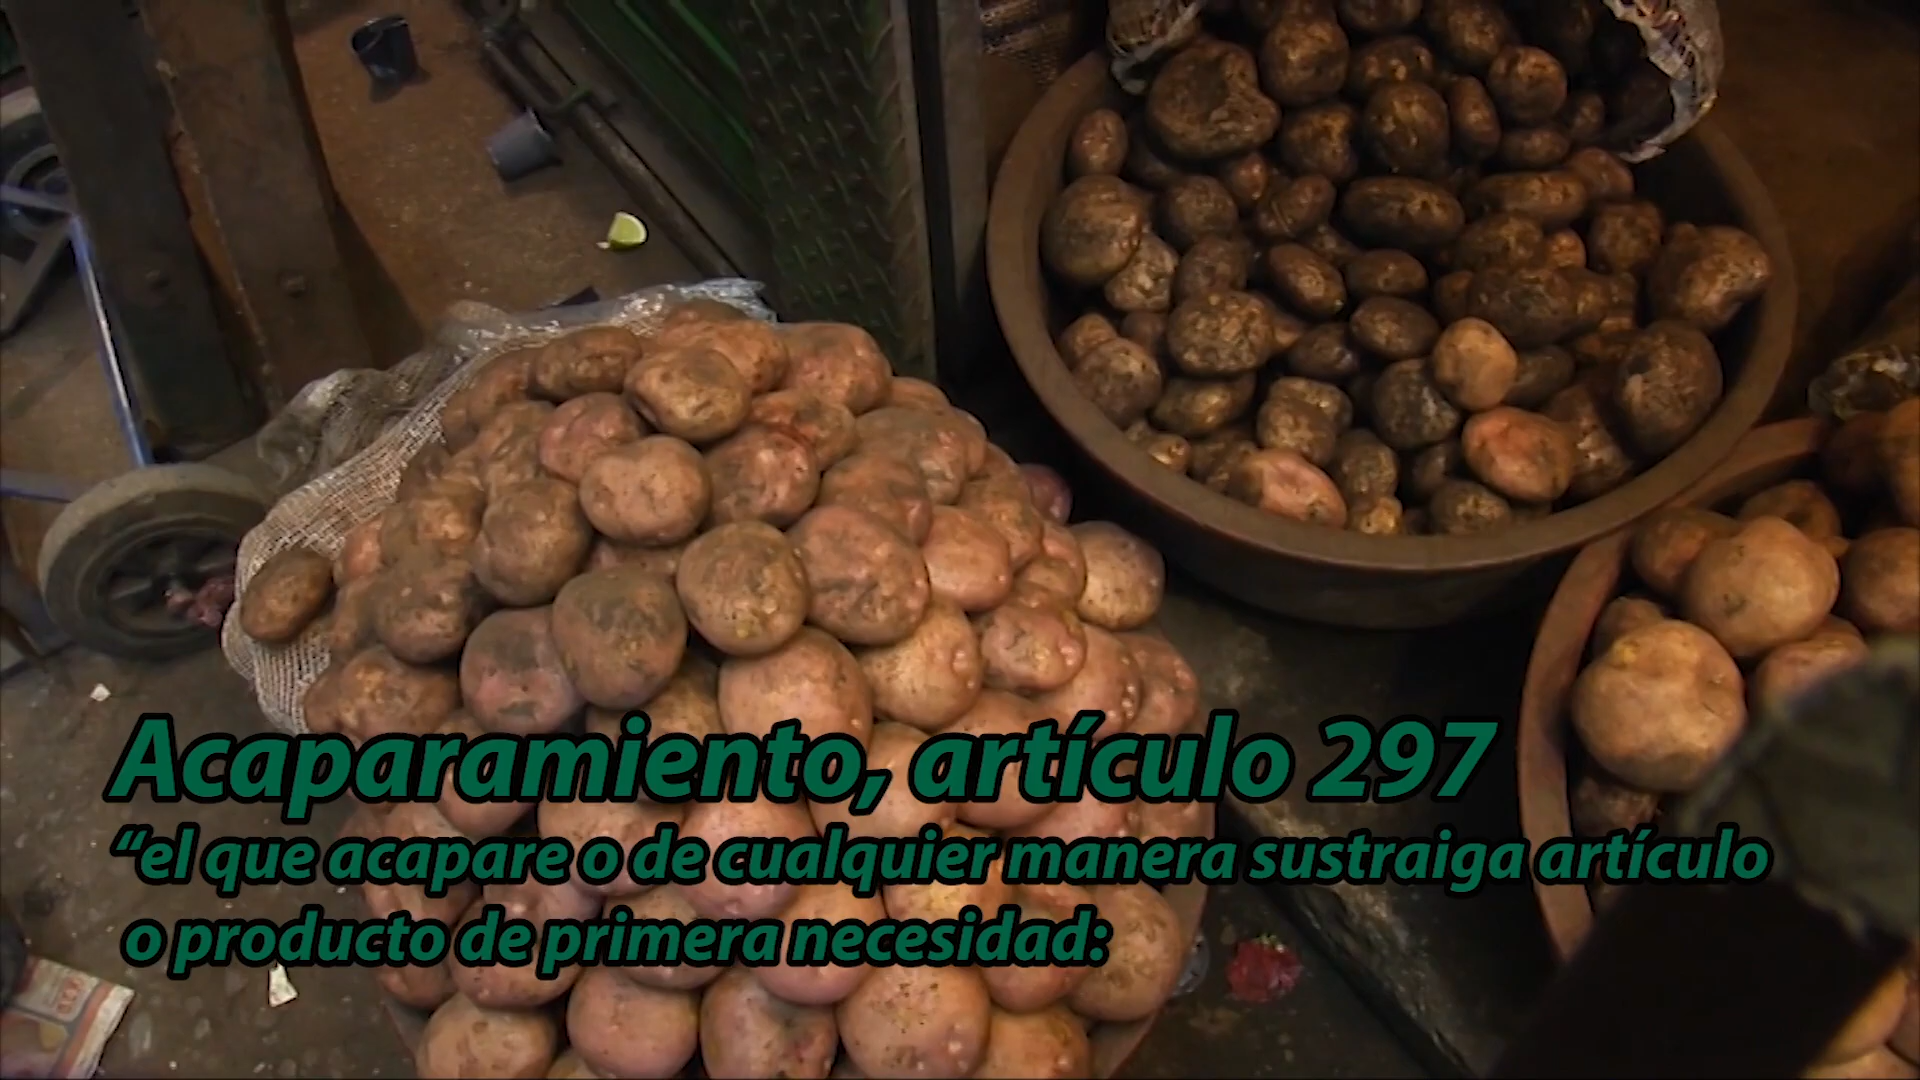 Acaparamiento, artículo 297
“el que acapare o de cualquier manera sustraiga artículo
o producto de primera necesidad: